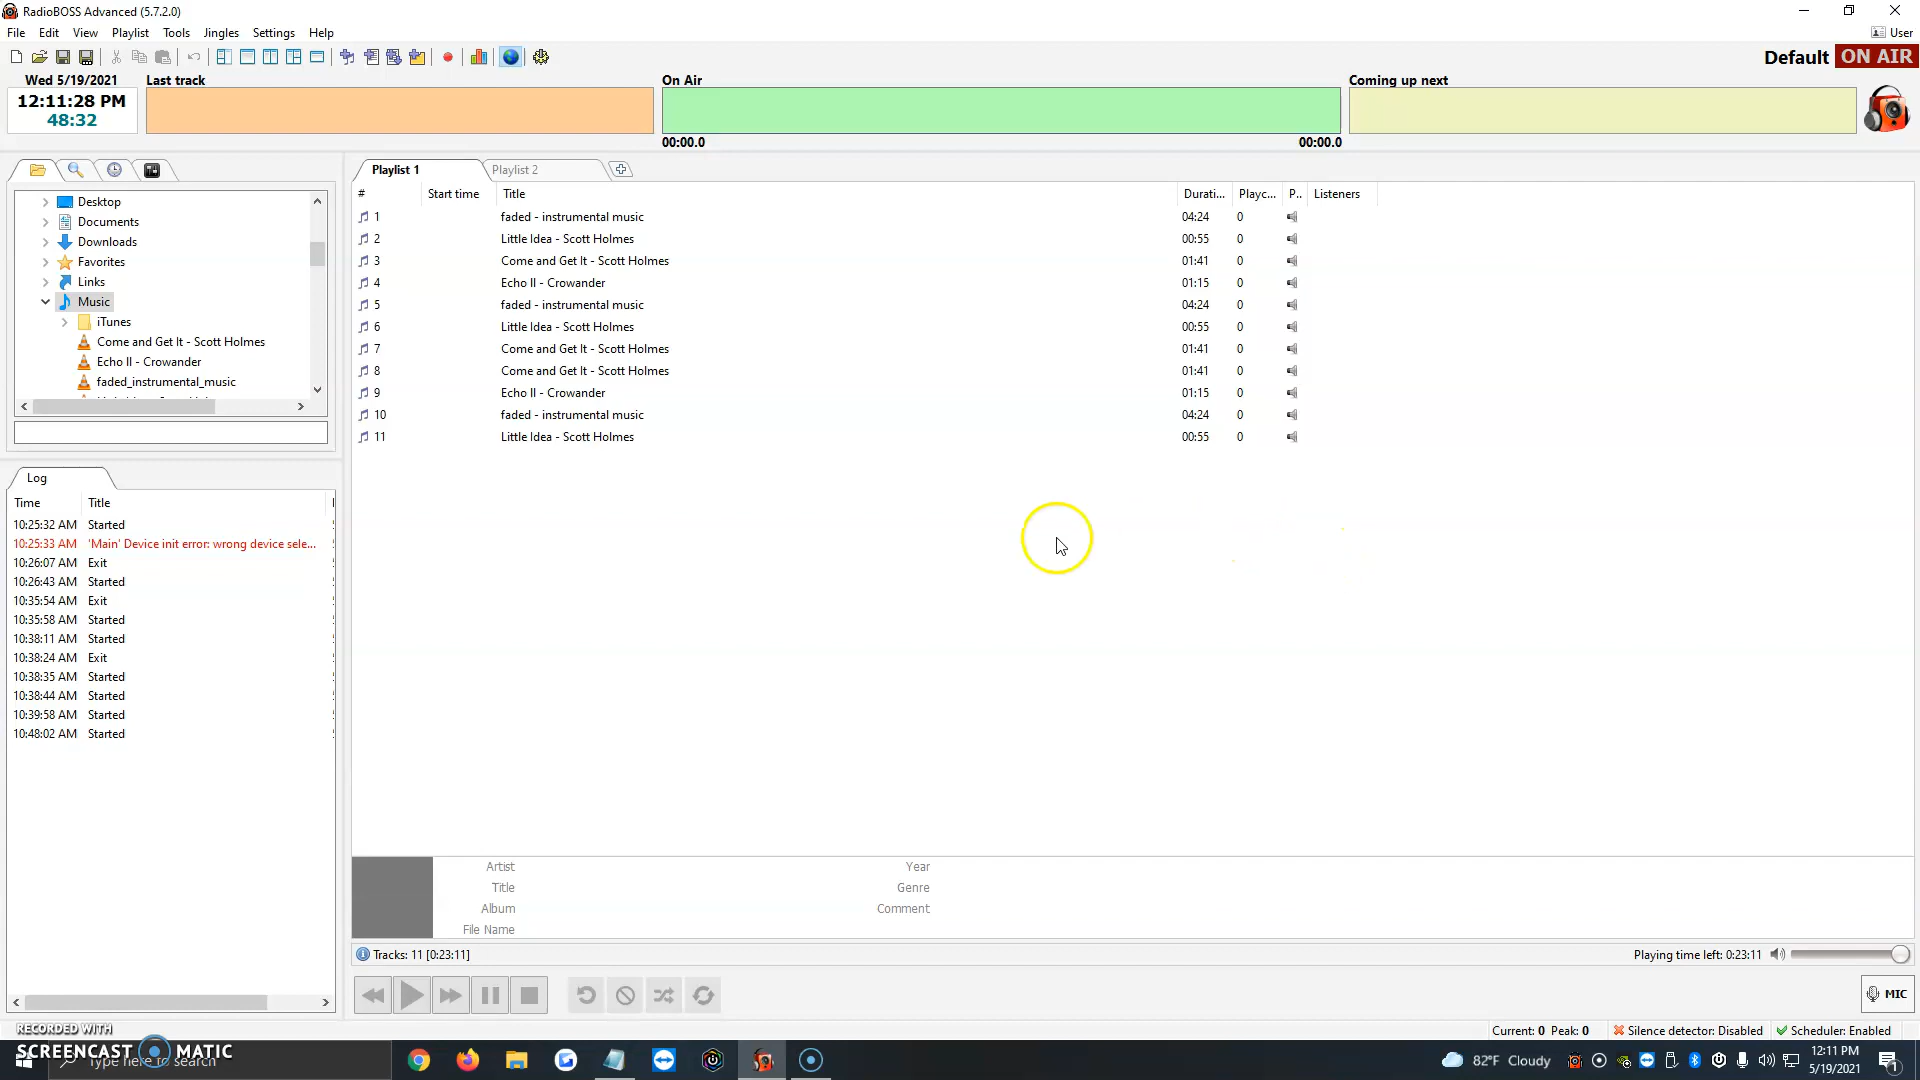 RadioBOSS Advanced (5.7.2.0)
File Edit View Playlist Tools Jingles Settings Help
User
Default ON AIR
Wed 5/19/2021 Last track On Air Coming up next
12:11:28 PM
48:32
00:00.0 00:00.0
Playlist 1 Playlist 2
# Start time Title Durati... Playc... P.. Listeners
1 faded - instrumental music 04:24 0
2 Little Idea - Scott Holmes 00:55 0
3 Come and Get It - Scott Holmes 01:41 0
4 Echo II - Crowander 01:15 0
5 faded - instrumental music 04:24 0
6 Little Idea - Scott Holmes 00:55 0
7 Come and Get It - Scott Holmes 01:41 0
8 Come and Get It - Scott Holmes 01:41 0
9 Echo II - Crowander 01:15 0
10 faded - instrumental music 04:24 0
11 Little Idea - Scott Holmes 00:55 0
Desktop
Documents
Downloads
Favorites
Links
Music
iTunes
Come and Get It - Scott Holmes
Echo II - Crowander
faded_instrumental_music
Log
Time Title
10:25:32 AM Started
10:25:33 AM 'Main' Device init error: wrong device sele...
10:26:07 AM Exit
10:26:43 AM Started
10:35:54 AM Exit
10:35:58 AM Started
10:38:11 AM Started
10:38:24 AM Exit
10:38:35 AM Started
10:38:44 AM Started
10:39:58 AM Started
10:48:02 AM Started
Artist Year
Title Genre
Album Comment
File Name
Tracks: 11 [0:23:11] Playing time left: 0:23:11
MIC
Current: 0 Peak: 0 Silence detector: Disabled Scheduler: Enabled
RECORDED WITH
SCREENCAST MATIC
Type here to search
82°F Cloudy
12:11 PM
5/19/2021
1